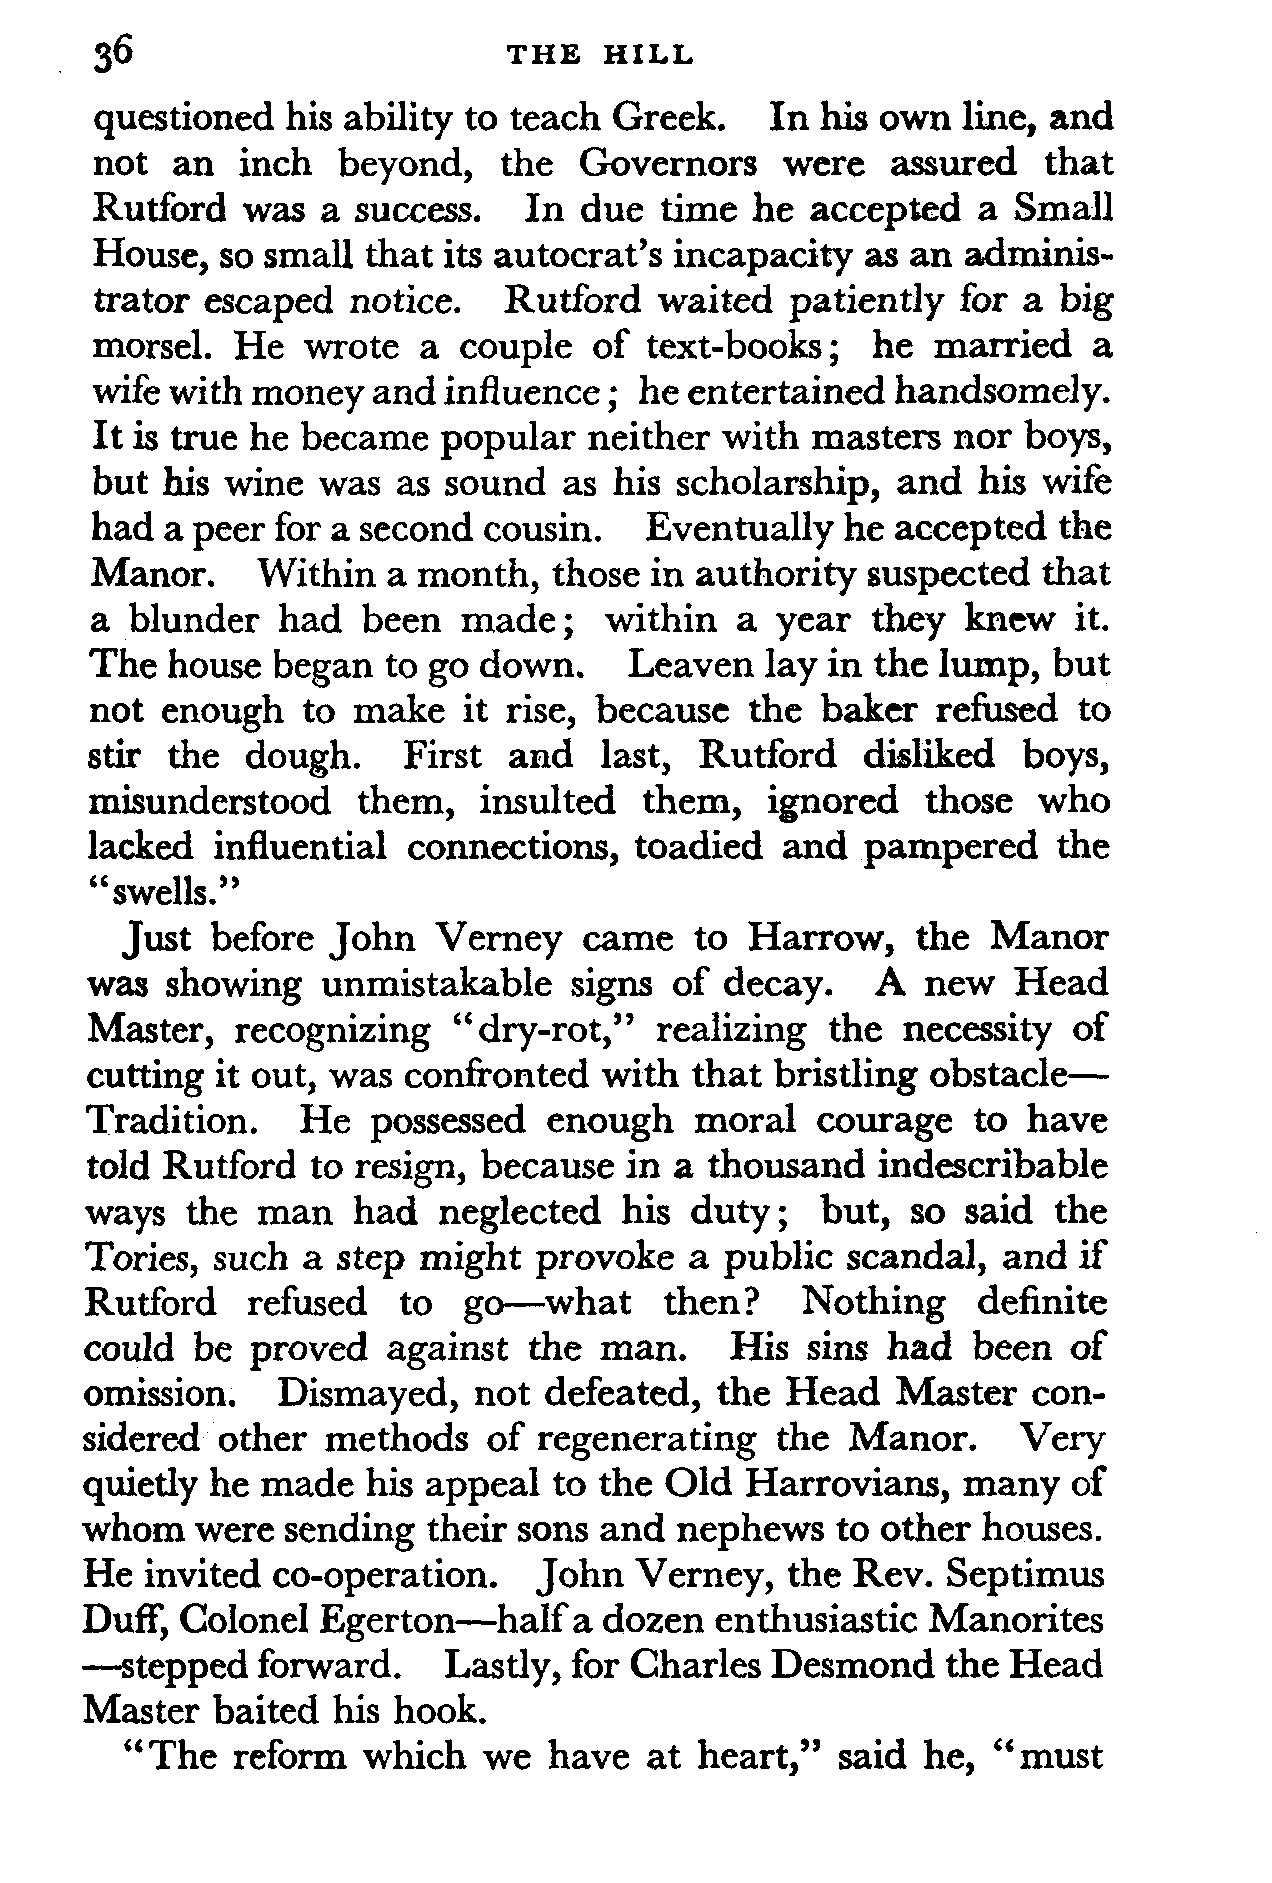 36 THE HILL
questioned his ability to teach Greek. In his own line, and
not an inch beyond, the Governors were assured that
Rutford was a success. In due time he accepted a Small
House, so small that its autocrat's incapacity as an adminis-
trator escaped notice. Rutford waited patiently for a big
morsel. He wrote a couple of text-books; he married a
wife with money and influence; he entertained handsomely.
It is true he became popular neither with masters nor boys,
but his wine was as sound as his scholarship, and his wife
had a peer for a second cousin. Eventually he accepted the
Manor. Within a month, those in authority suspected that
a blunder had been made; within a year they knew it.
The house began to go down. Leaven lay in the lump, but
not enough to make it rise, because the baker refused to
stir the dough. First and last, Rutford disliked boys,
misunderstood them, insulted them, ignored those who
lacked influential connections, toadied and pampered the
"swells."
Just before John Verney came to Harrow, the Manor
was showing unmistakable signs of decay. A new Head
Master, recognizing "dry-rot," realizing the necessity of
cutting it out, was confronted with that bristling obstacle—
Tradition. He possessed enough moral courage to have
told Rutford to resign, because in a thousand indescribable
ways the man had neglected his duty; but, so said the
Tories, such a step might provoke a public scandal, and if
Rutford refused to go—what then? Nothing definite
could be proved against the man. His sins had been of
omission. Dismayed, not defeated, the Head Master con-
sidered other methods of regenerating the Manor. Very
quietly he made his appeal to the Old Harrovians, many of
whom were sending their sons and nephews to other houses.
He invited co-operation. John Verney, the Rev. Septimus
Duff, Colonel Egerton—half a dozen enthusiastic Manorites
—stepped forward. Lastly, for Charles Desmond the Head
Master baited his hook.
"The reform which we have at heart," said he, "must